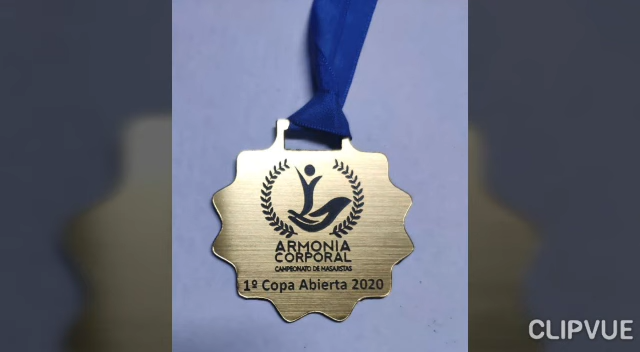 ARMONIA
CORPORAL
CAMPEONATO DE MASAJISTAS
1º Copa Abierta 2020
CLIPVUE